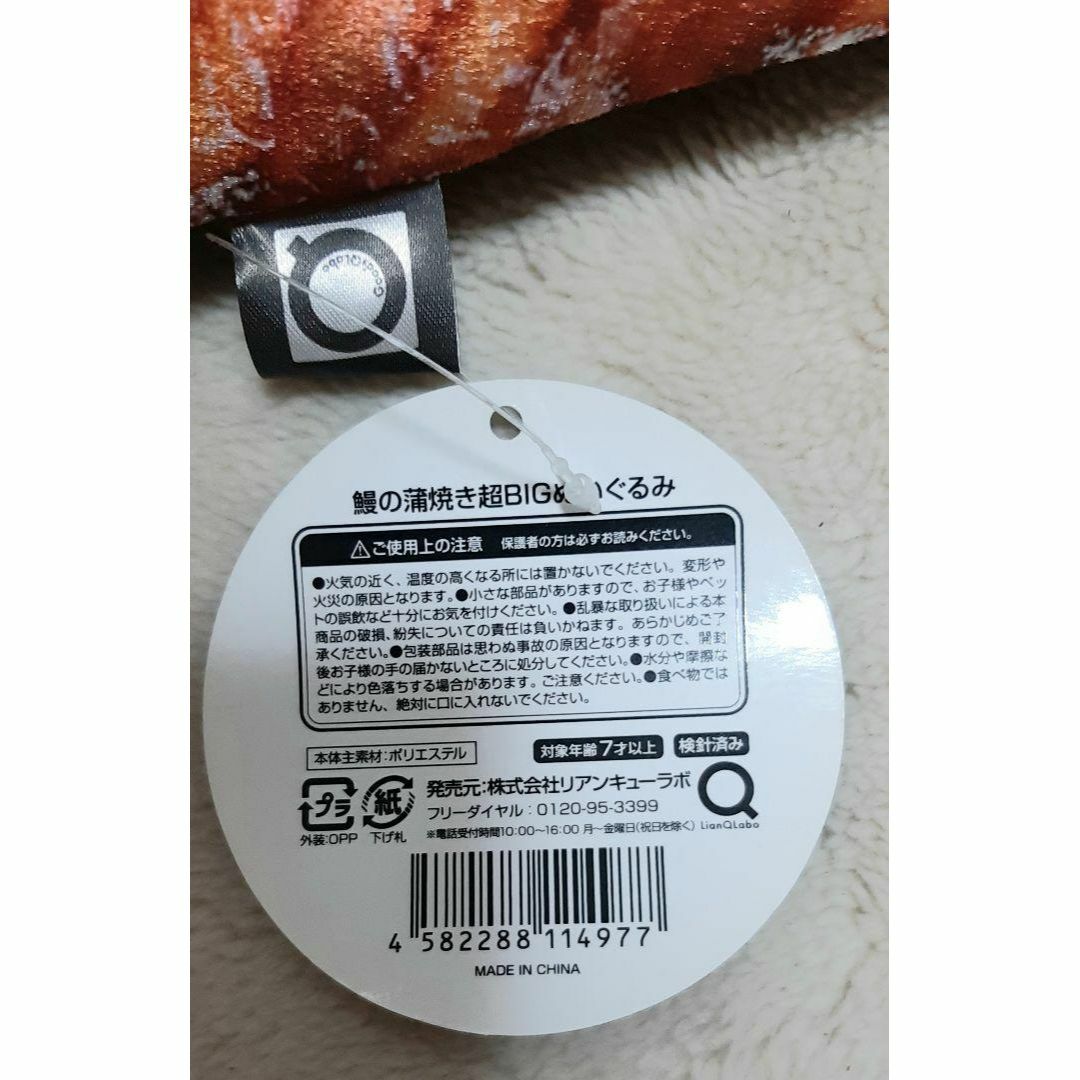 GoodQLabo
鰻の蒲焼き超BIGぬいぐるみ
⚠ご使用上の注意 保護者の方は必ずお読みください。
●火気の近く、温度の高くなる所には置かないでください。変形や
火災の原因となります。●小さな部品がありますので、お子様やペッ
トの誤飲など十分にお気を付けください。●乱暴な取り扱いによる本
商品の破損、紛失についての責任は負いかねます。あらかじめご了
承ください。●包装部品は思わぬ事故の原因となりますので、開封
後お子様の手の届かないところに処分してください。●水分や摩擦な
どにより色落ちする場合があります。ご注意ください。●食べ物では
ありません、絶対に口に入れないでください。
本体主素材:ポリエステル
対象年齢7才以上 検針済み
プラ
外装:OPP
紙
下げ札
発売元:株式会社リアンキューラボ
フリーダイヤル:0120-95-3399
※電話受付時間10:00～16:00 月～金曜日(祝日を除く)
LianQLabo
4 582288 114977
MADE IN CHINA